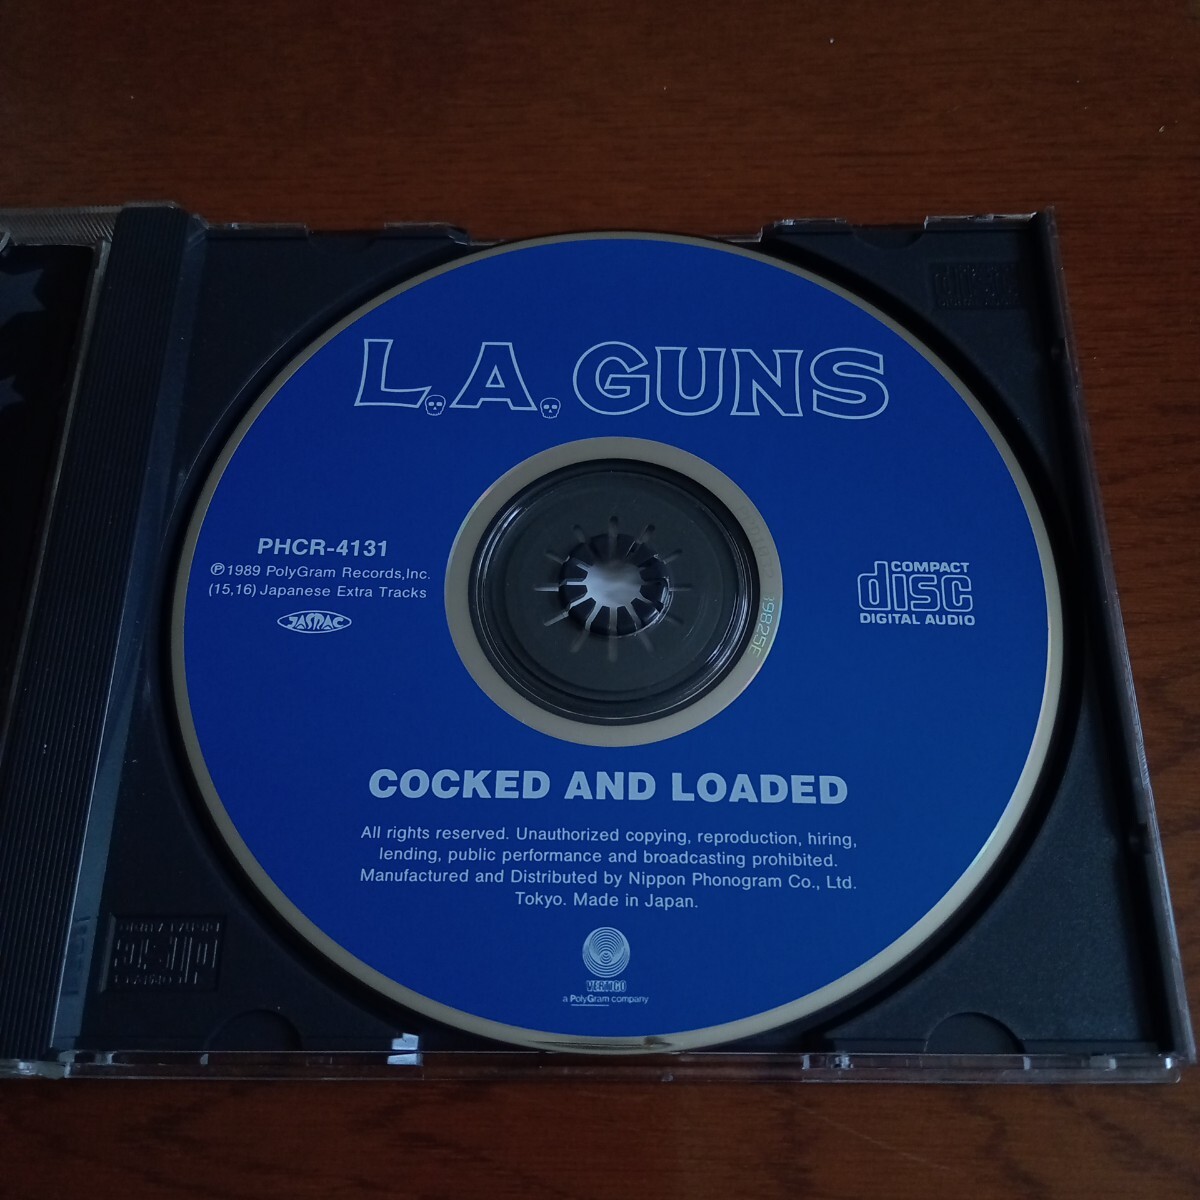 L.A. GUNS
PHCR-4131
℗1989 PolyGram Records,Inc.
(15,16) Japanese Extra Tracks
JASRAC
COMPACT
disc
DIGITAL AUDIO
COCKED AND LOADED
All rights reserved. Unauthorized copying, reproduction, hiring,
lending, public performance and broadcasting prohibited.
Manufactured and Distributed by Nippon Phonogram Co., Ltd.
Tokyo. Made in Japan.
VERTIGO
a PolyGram company